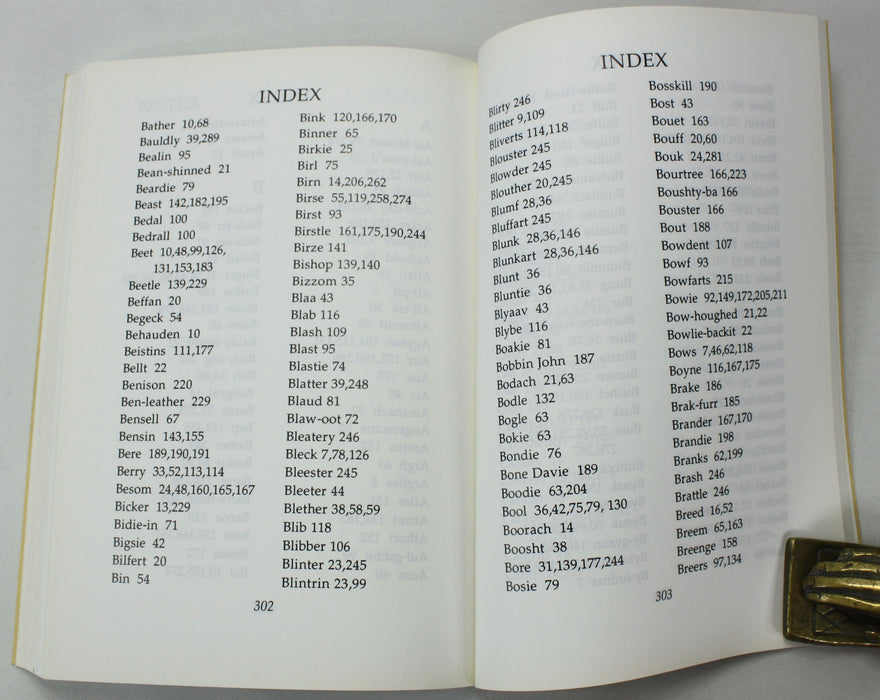 INDEX
Bather 10,68
Bauldly 39,289
Bealin 95
Bean-shinned 21
Beardie 79
Beast 142,182,195
Bedal 100
Bedrall 100
Beet 10,48,99,126,
131,153,183
Beetle 139,229
Beffan 20
Begeck 54
Behauden 10
Beistins 111,177
Bellt 22
Benison 220
Ben-leather 229
Bensell 67
Bensin 143,155
Bere 189,190,191
Berry 33,52,113,114
Besom 24,48,160,165,167
Bicker 13,229
Bidie-in 71
Bigsie 42
Bilfert 20
Bin 54
Bink 120,166,170
Binner 65
Birkie 25
Birl 75
Birn 14,206,262
Birse 55,119,258,274
Birst 93
Birstle 161,175,190,244
Birze 141
Bishop 139,140
Bizzom 35
Blaa 43
Blab 116
Blash 109
Blast 95
Blastie 74
Blatter 39,248
Blaud 81
Blaw-oot 72
Bleatery 246
Bleck 7,78,126
Bleester 245
Bleeter 44
Blether 38,58,59
Blib 118
Blibber 106
Blinter 23,245
Blintrin 23,99
302
INDEX
Blirty 246
Blitter 9,109
Bliverts 114,118
Blouster 245
Blowder 245
Blouther 20,245
Blumf 28,36
Bluffart 245
Blunk 28,36,146
Blunkart 28,36,146
Blunt 36
Bluntie 36
Blyaav 43
Blybe 116
Boakie 81
Bobbin John 187
Bodach 21,63
Bodle 132
Bogle 63
Bokie 63
Bondie 76
Bone Davie 189
Boodie 63,204
Bool 36,42,75,79, 130
Boorach 14
Boosht 38
Bore 31,139,177,244
Bosie 79
Bosskill 190
Bost 43
Bouet 163
Bouff 20,60
Bouk 24,281
Bourtree 166,223
Boushty-ba 166
Bouster 166
Bout 188
Bowdent 107
Bowf 93
Bowfarts 215
Bowie 92,149,172,205,211
Bow-houghed 21,22
Bowlie-backit 22
Bows 7,46,62,118
Boyne 116,167,175
Brake 186
Brak-furr 185
Brander 167,170
Brandie 198
Branks 62,199
Brash 246
Brattle 246
Breed 16,52
Breem 65,163
Breenge 158
Breers 97,134
303